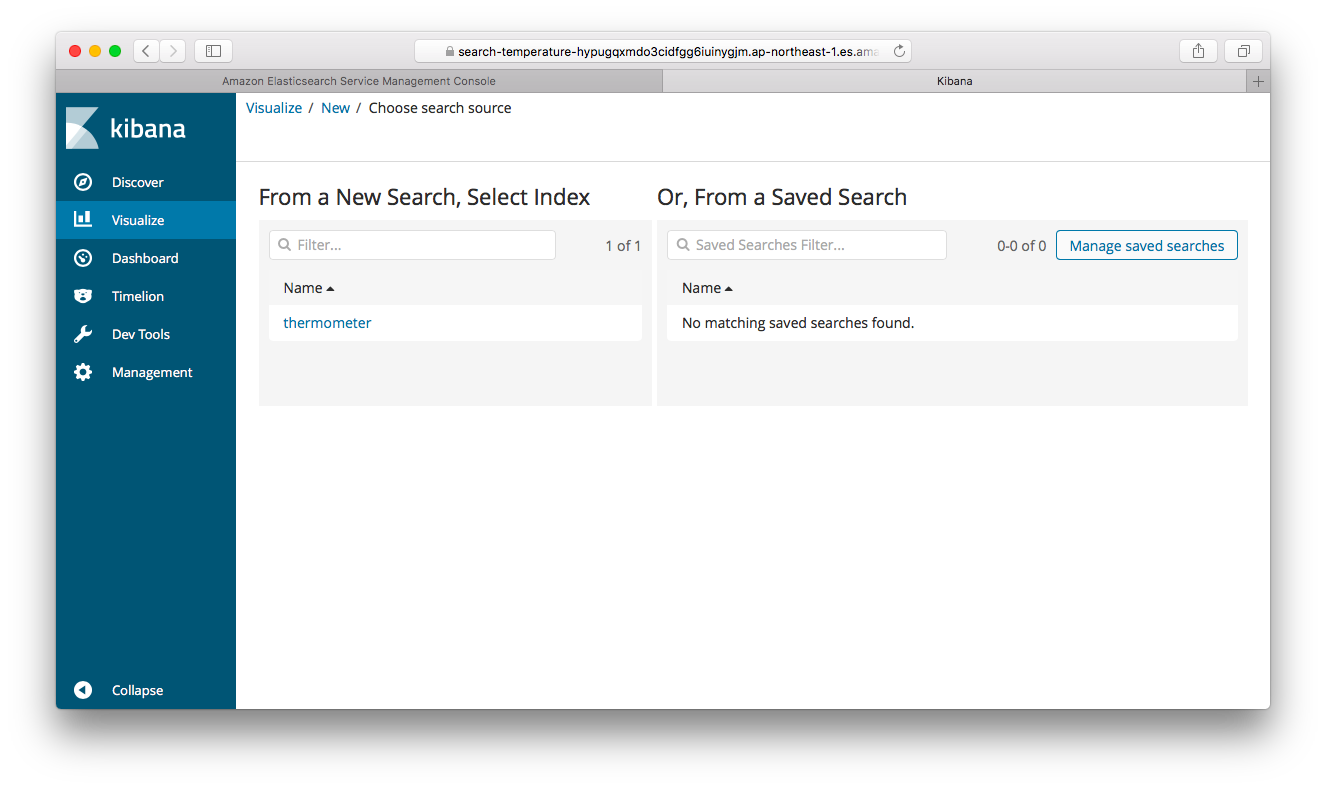 search-temperature-hypugqxmdo3cidfgg6iuinygjm.ap-northeast-1.es.ama
Amazon Elasticsearch Service Management Console
Kibana
kibana
Visualize / New / Choose search source
Discover
Visualize
Dashboard
Timelion
Dev Tools
Management
Collapse
From a New Search, Select Index
Filter...
1 of 1
Name
thermometer
Or, From a Saved Search
Saved Searches Filter...
0-0 of 0
Manage saved searches
Name
No matching saved searches found.